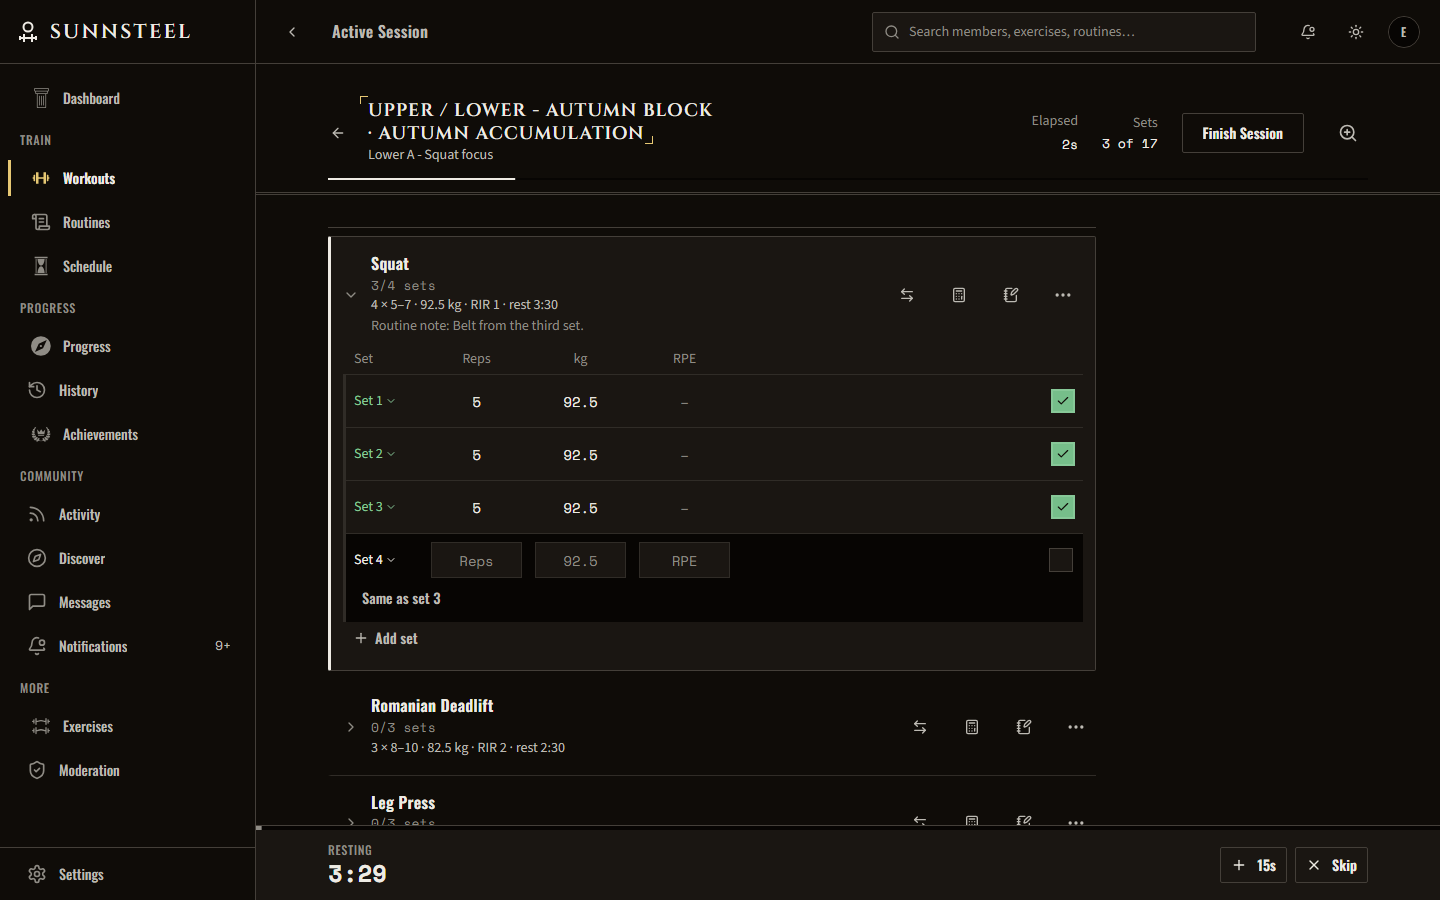 SUNNSTEEL
Active Session
Search members, exercises, routines…
E
Dashboard
TRAIN
Workouts
Routines
Schedule
PROGRESS
Progress
History
Achievements
COMMUNITY
Activity
Discover
Messages
Notifications 9+
MORE
Exercises
Moderation
Settings
UPPER / LOWER - AUTUMN BLOCK
· AUTUMN ACCUMULATION
Lower A - Squat focus
Elapsed
2s
Sets
3 of 17
Finish Session
Squat
3/4 sets
4 × 5–7 · 92.5 kg · RIR 1 · rest 3:30
Routine note: Belt from the third set.
Set Reps kg RPE
Set 1 5 92.5 –
Set 2 5 92.5 –
Set 3 5 92.5 –
Set 4 Reps 92.5 RPE
Same as set 3
Add set
Romanian Deadlift
0/3 sets
3 × 8–10 · 82.5 kg · RIR 2 · rest 2:30
Leg Press
0/3 sets
RESTING
3:29
15s
Skip